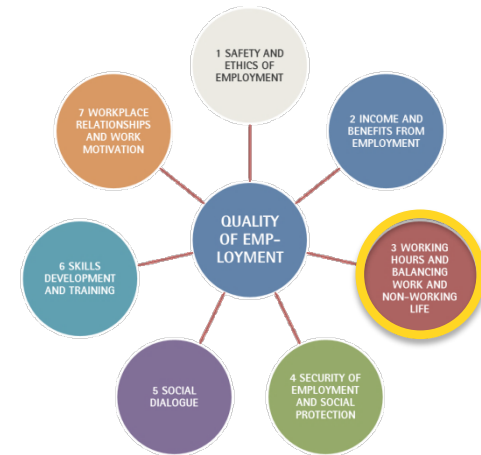 1 SAFETY AND
ETHICS OF
EMPLOYMENT
2 INCOME AND
BENEFITS FROM
EMPLOYMENT
3 WORKING
HOURS AND
BALANCING
WORK AND
NON-WORKING
LIFE
4 SECURITY OF
EMPLOYMENT
AND SOCIAL
PROTECTION
5 SOCIAL
DIALOGUE
6 SKILLS
DEVELOPMENT
AND TRAINING
7 WORKPLACE
RELATIONSHIPS
AND WORK
MOTIVATION
QUALITY
OF EMP-
LOYMENT